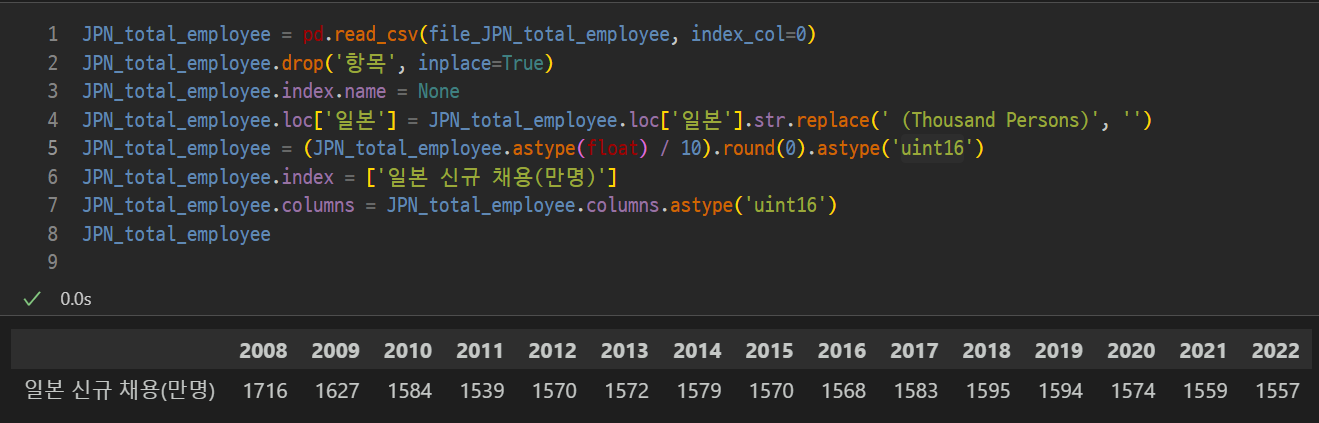 1 JPN_total_employee = pd.read_csv(file_JPN_total_employee, index_col=0)
2 JPN_total_employee.drop('항목', inplace=True)
3 JPN_total_employee.index.name = None
4 JPN_total_employee.loc['일본'] = JPN_total_employee.loc['일본'].str.replace(' (Thousand Persons)', '')
5 JPN_total_employee = (JPN_total_employee.astype(float) / 10).round(0).astype('uint16')
6 JPN_total_employee.index = ['일본 신규 채용(만명)']
7 JPN_total_employee.columns = JPN_total_employee.columns.astype('uint16')
8 JPN_total_employee
9
0.0s
2008 2009 2010 2011 2012 2013 2014 2015 2016 2017 2018 2019 2020 2021 2022
일본 신규 채용(만명) 1716 1627 1584 1539 1570 1572 1579 1570 1568 1583 1595 1594 1574 1559 1557